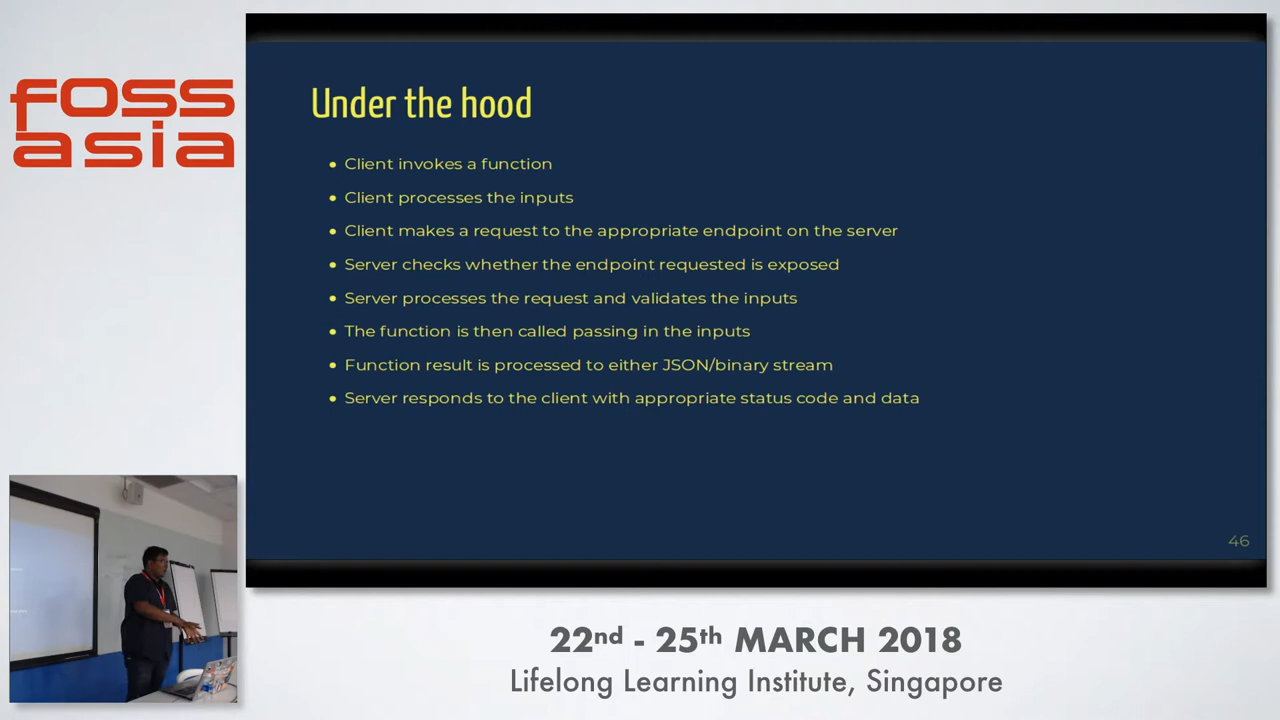 foss
asia
Under the hood
• Client invokes a function
• Client processes the inputs
• Client makes a request to the appropriate endpoint on the server
• Server checks whether the endpoint requested is exposed
• Server processes the request and validates the inputs
• The function is then called passing in the inputs
• Function result is processed to either JSON/binary stream
• Server responds to the client with appropriate status code and data
46
22nd - 25th MARCH 2018
Lifelong Learning Institute, Singapore